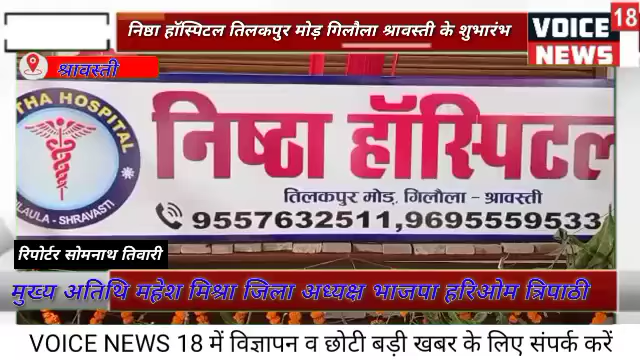 निष्ठा हॉस्पिटल तिलकपुर मोड़ गिलौला श्रावस्ती के शुभारंभ
VOICE 18
NEWS
श्रावस्ती
THA HOSPITAL
निष्ठा हॉस्पिटल
तिलकपुर मोड़, गिलौला - श्रावस्ती
ILAULA - SHRAVASTI
9557632511,9695559533
रिपोर्टर सोमनाथ तिवारी
मुख्य अतिथि महेश मिश्रा जिला अध्यक्ष भाजपा हरिओम त्रिपाठी
VOICE NEWS 18 में विज्ञापन व छोटी बड़ी खबर के लिए संपर्क करें